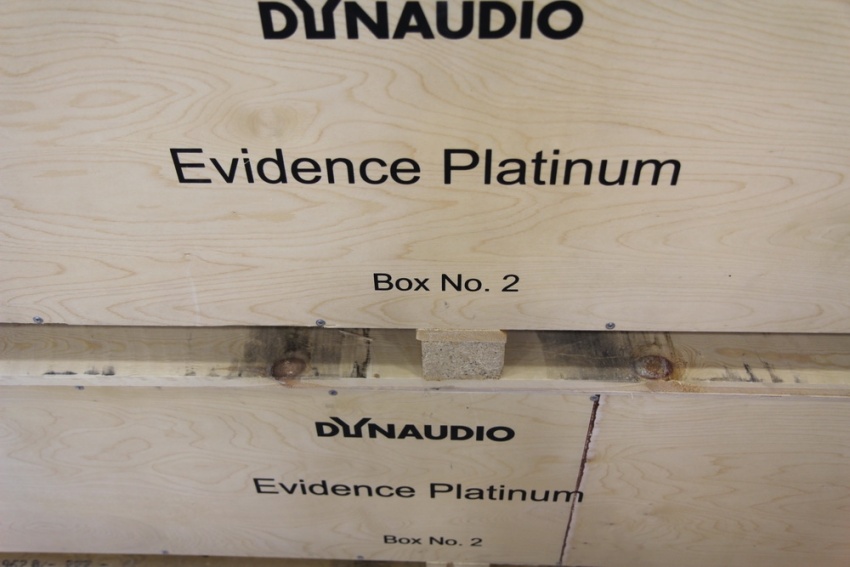 DYNAUDIO
Evidence Platinum
Box No. 2
DYNAUDIO
Evidence Platinum
Box No. 2